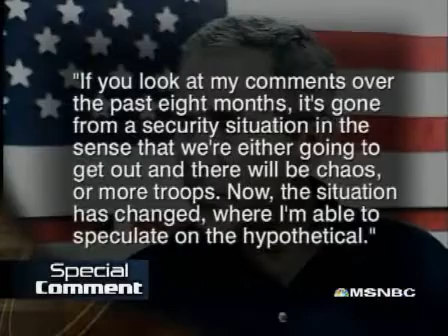 "If you look at my comments over
the past eight months, it's gone
from a security situation in the
sense that we're either going to
get out and there will be chaos,
or more troops. Now, the situation
has changed, where I'm able to
speculate on the hypothetical."
Special
Comment
MSNBC